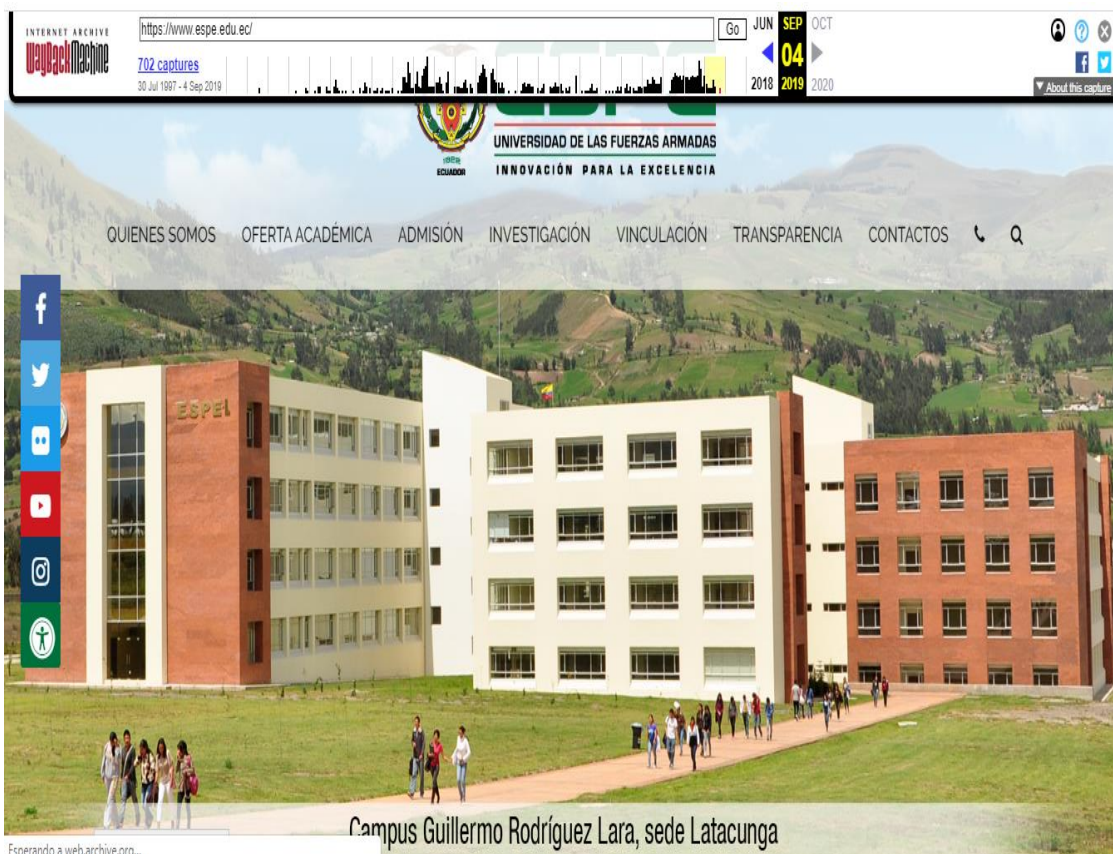 INTERNET ARCHIVE
WayBackMachine
https://www.espe.edu.ec/
Go
JUN SEP OCT
702 captures
04
30 Jul 1997 - 4 Sep 2019
2018 2019 2020
▼ About this capture
ECUADOR
UNIVERSIDAD DE LAS FUERZAS ARMADAS
INNOVACIÓN PARA LA EXCELENCIA
QUIENES SOMOS OFERTA ACADÉMICA ADMISIÓN INVESTIGACIÓN VINCULACIÓN TRANSPARENCIA CONTACTOS
ESPEL
Campus Guillermo Rodríguez Lara, sede Latacunga
Esperando a web.archive.org...